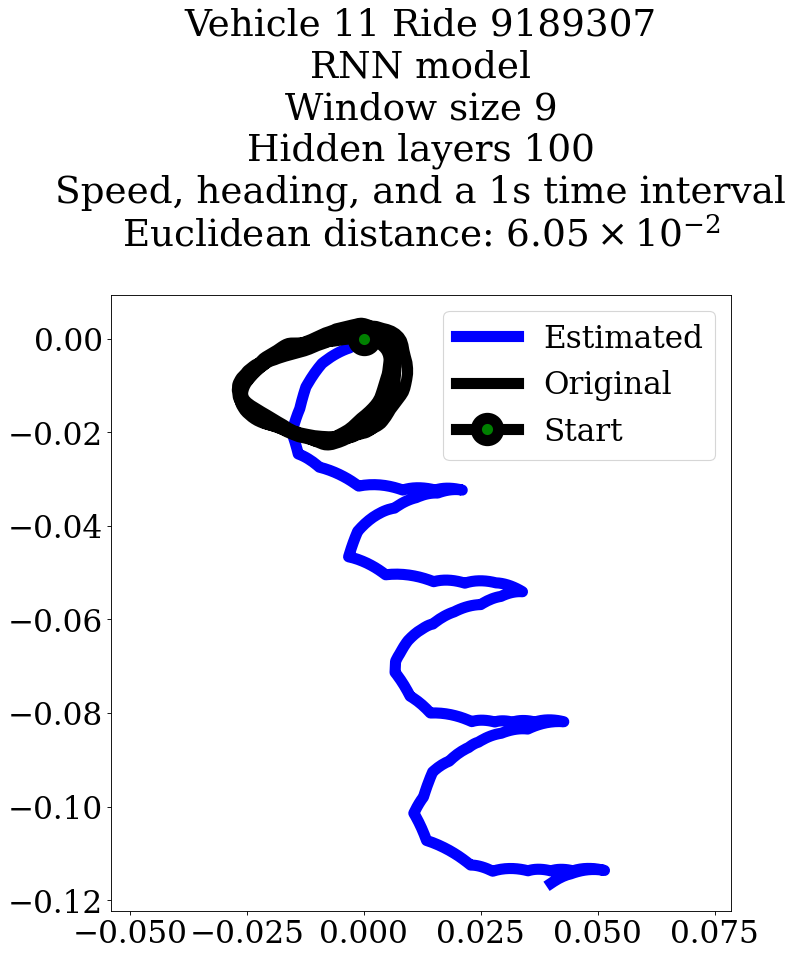 Vehicle 11 Ride 9189307
RNN model
Window size 9
Hidden layers 100
Speed, heading, and a 1s time interval
Euclidean distance: 6.05 × 10⁻²
Estimated
Original
Start
0.00
−0.02
−0.04
−0.06
−0.08
−0.10
−0.12
−0.050 −0.025 0.000 0.025 0.050 0.075